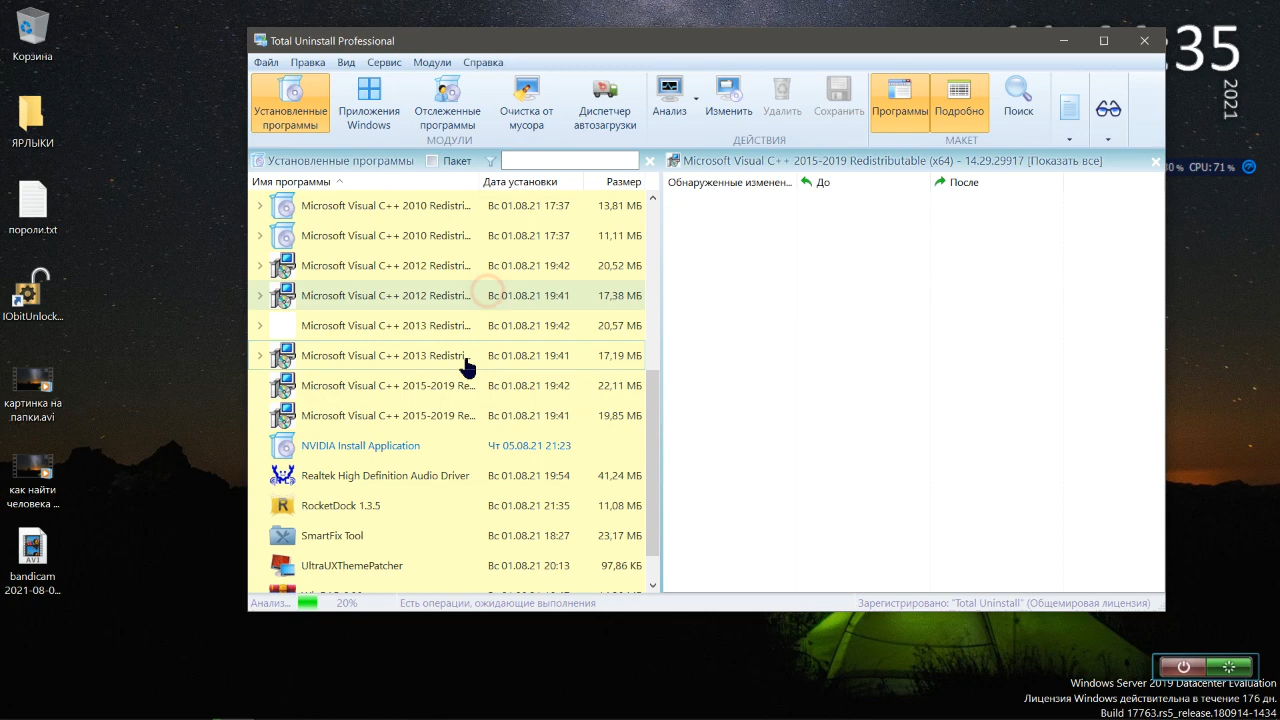 Корзина
ЯРЛЫКИ
пороли.txt
IObitUnlock...
картинка на
папки.avi
как найти
человека ...
bandicam
2021-08-0...
Total Uninstall Professional
Файл Правка Вид Сервис Модули Справка
Установленные
программы
Приложения
Windows
Отслеженные
программы
Очистка от
мусора
Диспетчер
автозагрузки
МОДУЛИ
Анализ
Изменить
Удалить
Сохранить
ДЕЙСТВИЯ
Программы
Подробно
Поиск
МАКЕТ
Установленные программы Пакет
Имя программы Дата установки Размер
Microsoft Visual C++ 2010 Redistri... Вс 01.08.21 17:37 13,81 МБ
Microsoft Visual C++ 2010 Redistri... Вс 01.08.21 17:37 11,11 МБ
Microsoft Visual C++ 2012 Redistri... Вс 01.08.21 19:42 20,52 МБ
Microsoft Visual C++ 2012 Redistri... Вс 01.08.21 19:41 17,38 МБ
Microsoft Visual C++ 2013 Redistri... Вс 01.08.21 19:42 20,57 МБ
Microsoft Visual C++ 2013 Redistri... Вс 01.08.21 19:41 17,19 МБ
Microsoft Visual C++ 2015-2019 Re... Вс 01.08.21 19:42 22,11 МБ
Microsoft Visual C++ 2015-2019 Re... Вс 01.08.21 19:41 19,85 МБ
NVIDIA Install Application Чт 05.08.21 21:23
Realtek High Definition Audio Driver Вс 01.08.21 19:54 41,24 МБ
RocketDock 1.3.5 Вс 01.08.21 21:35 11,08 МБ
SmartFix Tool Вс 01.08.21 18:27 23,17 МБ
UltraUXThemePatcher Вс 01.08.21 20:13 97,86 КБ
Microsoft Visual C++ 2015-2019 Redistributable (x64) - 14.29.29917 [Показать все]
Обнаруженные изменен... До После
Анализ... 20% Есть операции, ожидающие выполнения Зарегистрировано: "Total Uninstall" (Общемировая лицензия)
:35
2021
CPU: 71 %
Windows Server 2019 Datacenter Evaluation
Лицензия Windows действительна в течение 176 дн.
Build 17763.rs5_release.180914-1434